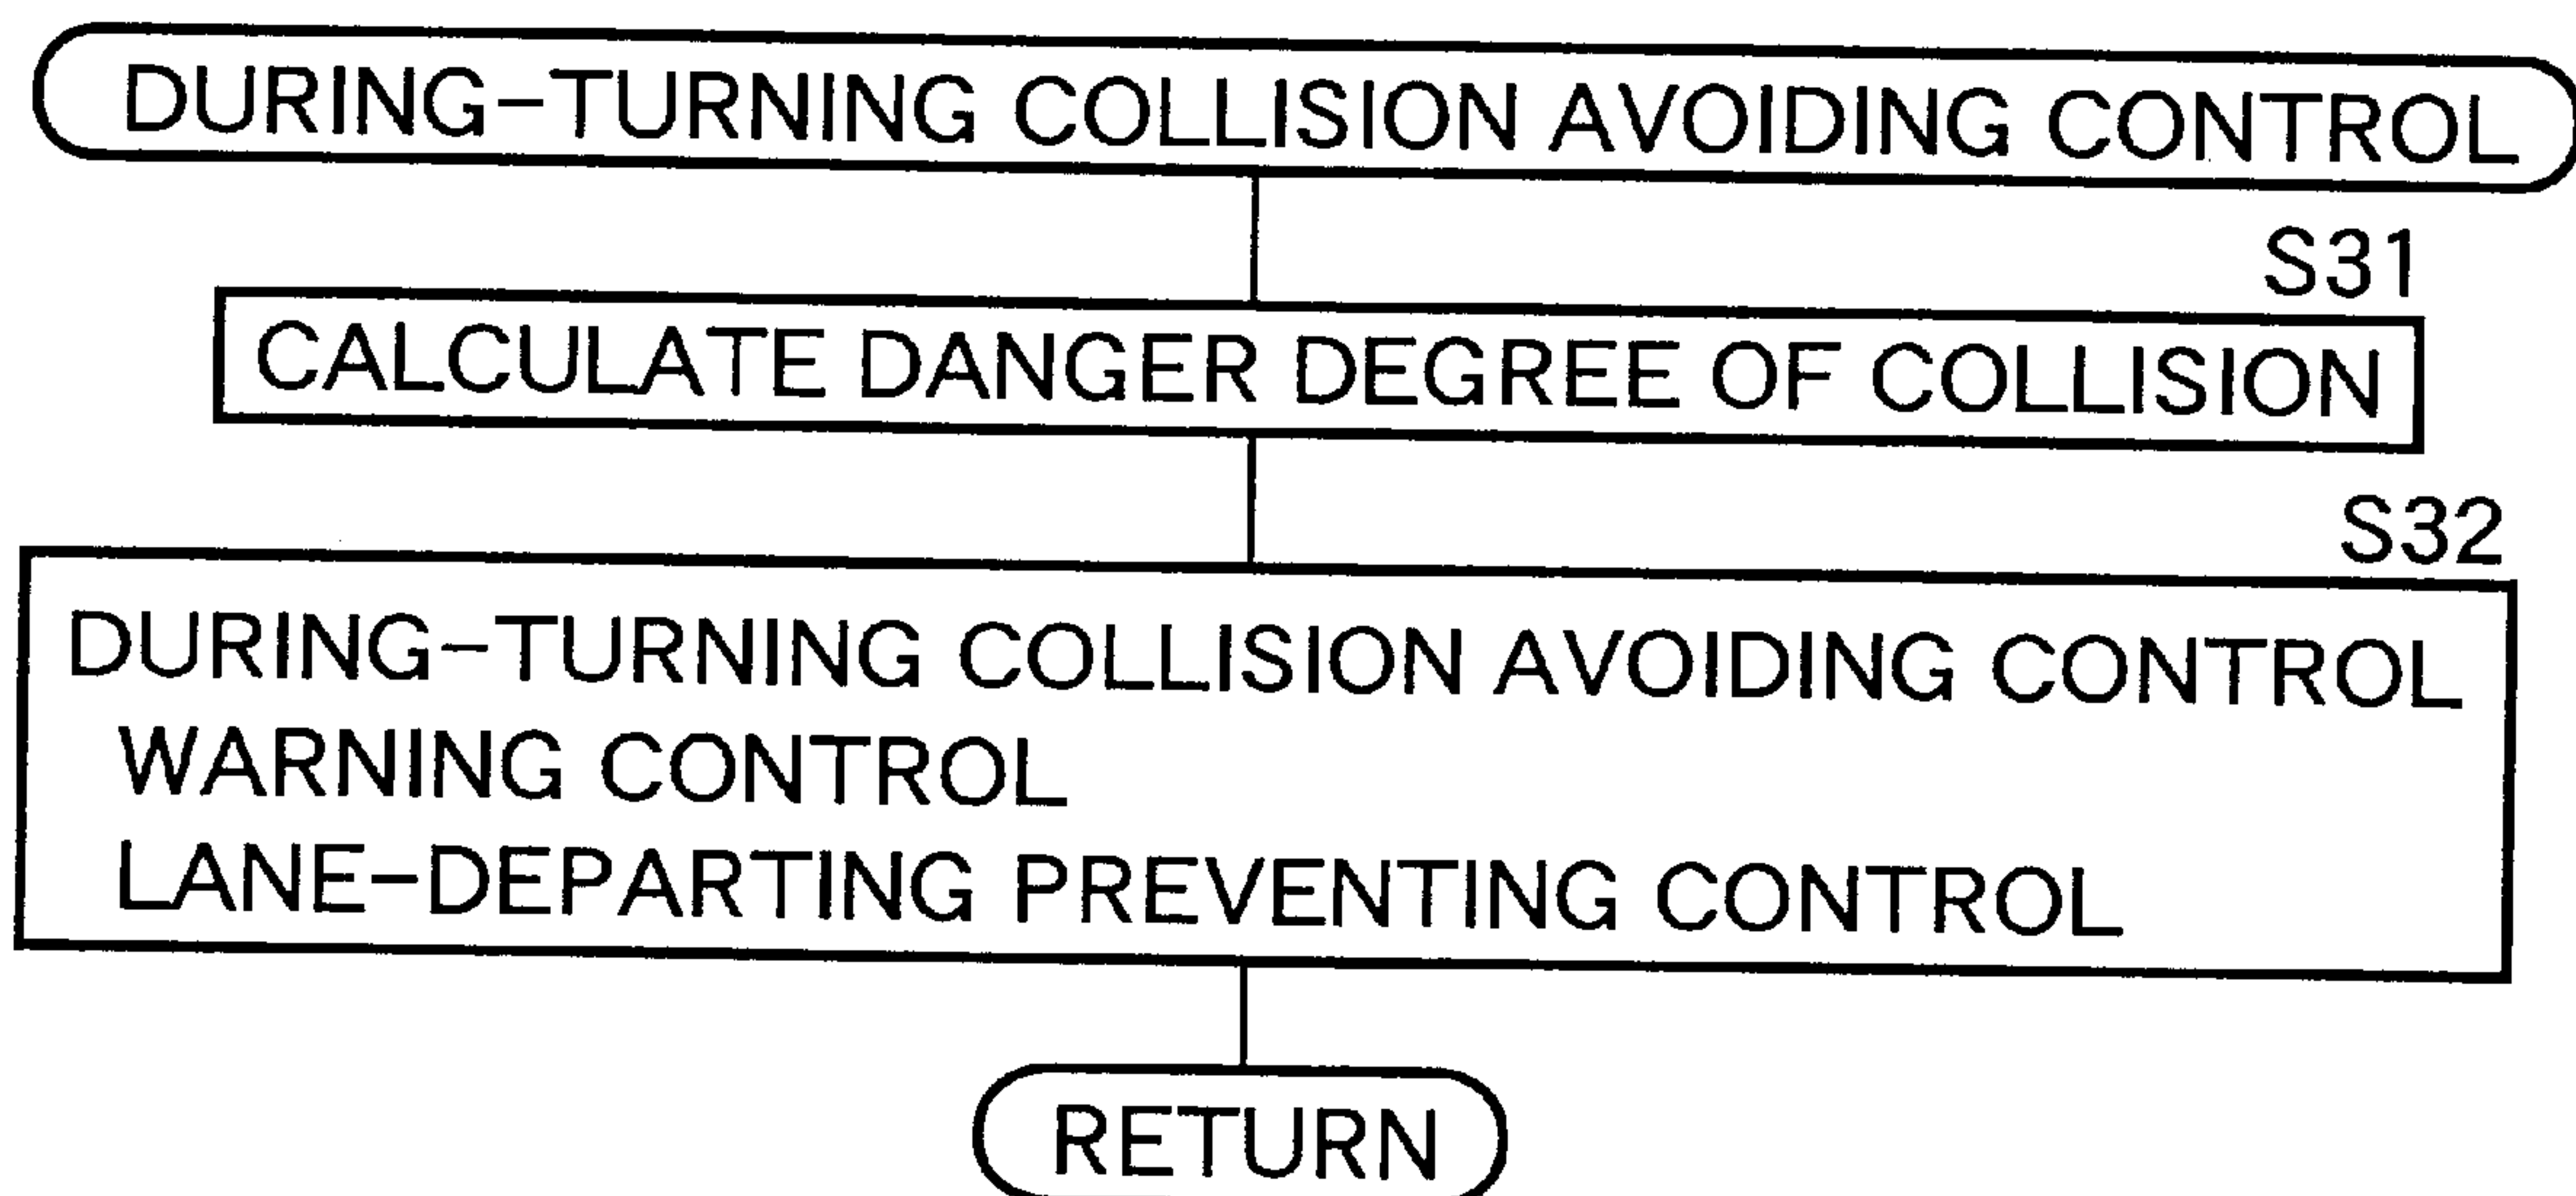 DURING-TURNING COLLISION AVOIDING CONTROL
S31
CALCULATE DANGER DEGREE OF COLLISION
S32
DURING-TURNING COLLISION AVOIDING CONTROL
WARNING CONTROL
LANE-DEPARTING PREVENTING CONTROL
RETURN